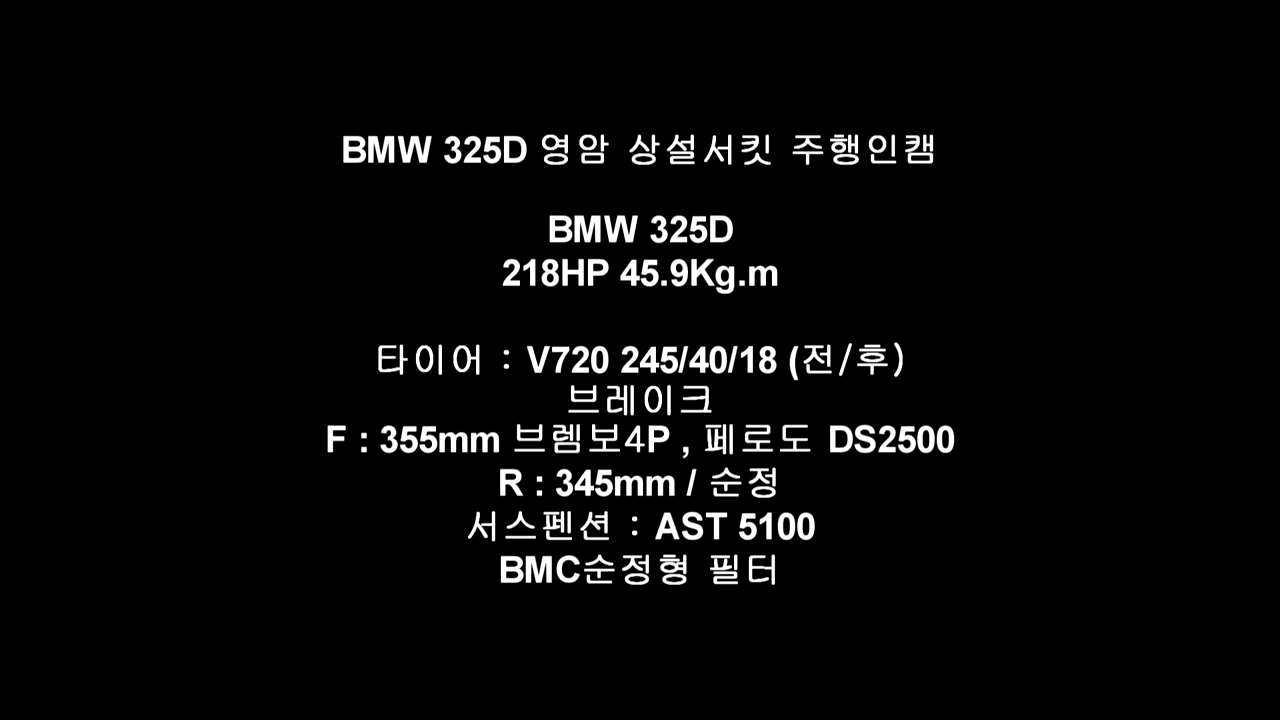 BMW 325D 영암 상설서킷 주행인캠
BMW 325D
218HP 45.9Kg.m
타이어 : V720 245/40/18 (전/후)
브레이크
F : 355mm 브렘보4P , 페로도 DS2500
R : 345mm / 순정
서스펜션 : AST 5100
BMC순정형 필터